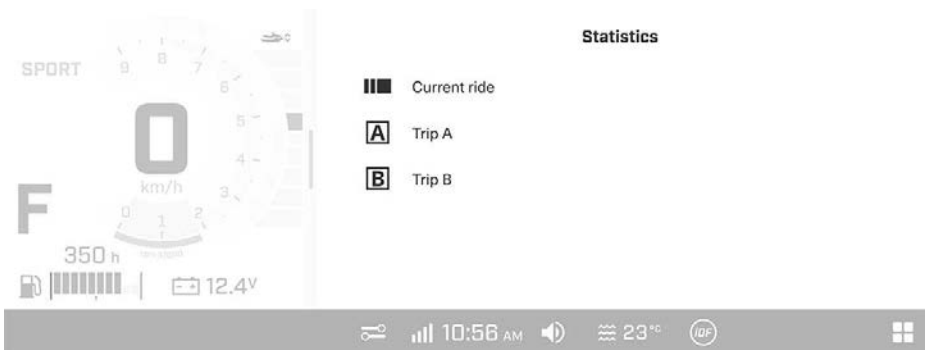 Statistics
SPORT
9 8 7
6
5
4
3
0 1 2
0
km/h
F
350 h
12.4V
Current ride
A Trip A
B Trip B
10:56 AM 23°C iDF